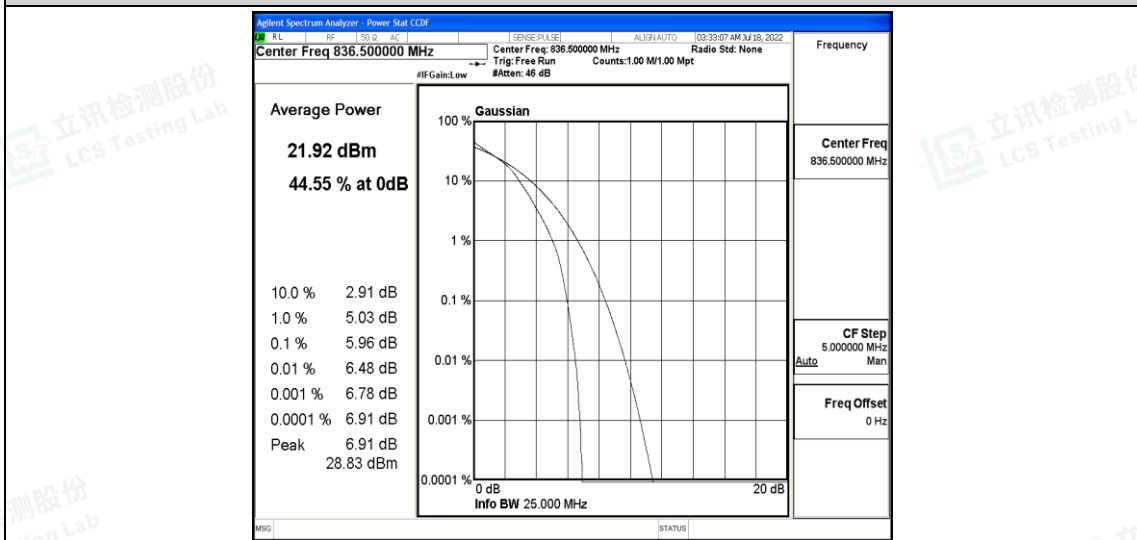 Agilent Spectrum Analyzer - Power Stat CCDF
LXI RL RF 50 Ω AC SENSE:PULSE ALIGNAUTO 03:33:07 AM Jul 18, 2022
Center Freq 836.500000 MHz
Center Freq: 836.500000 MHz Radio Std: None
Trig: Free Run Counts:1.00 M/1.00 Mpt
#IFGain:Low #Atten: 46 dB
Frequency
Average Power
21.92 dBm
44.55 % at 0dB
10.0 % 2.91 dB
1.0 % 5.03 dB
0.1 % 5.96 dB
0.01 % 6.48 dB
0.001 % 6.78 dB
0.0001 % 6.91 dB
Peak 6.91 dB
28.83 dBm
Gaussian
100 %
10 %
1 %
0.1 %
0.01 %
0.001 %
0.0001 %
0 dB 20 dB
Info BW 25.000 MHz
Center Freq
836.500000 MHz
CF Step
5.000000 MHz
Auto Man
Freq Offset
0 Hz
MSG STATUS
立讯检测股份
LCS Testing Lab
立讯检测股份
LCS Testing L
测股份
ing Lab
立